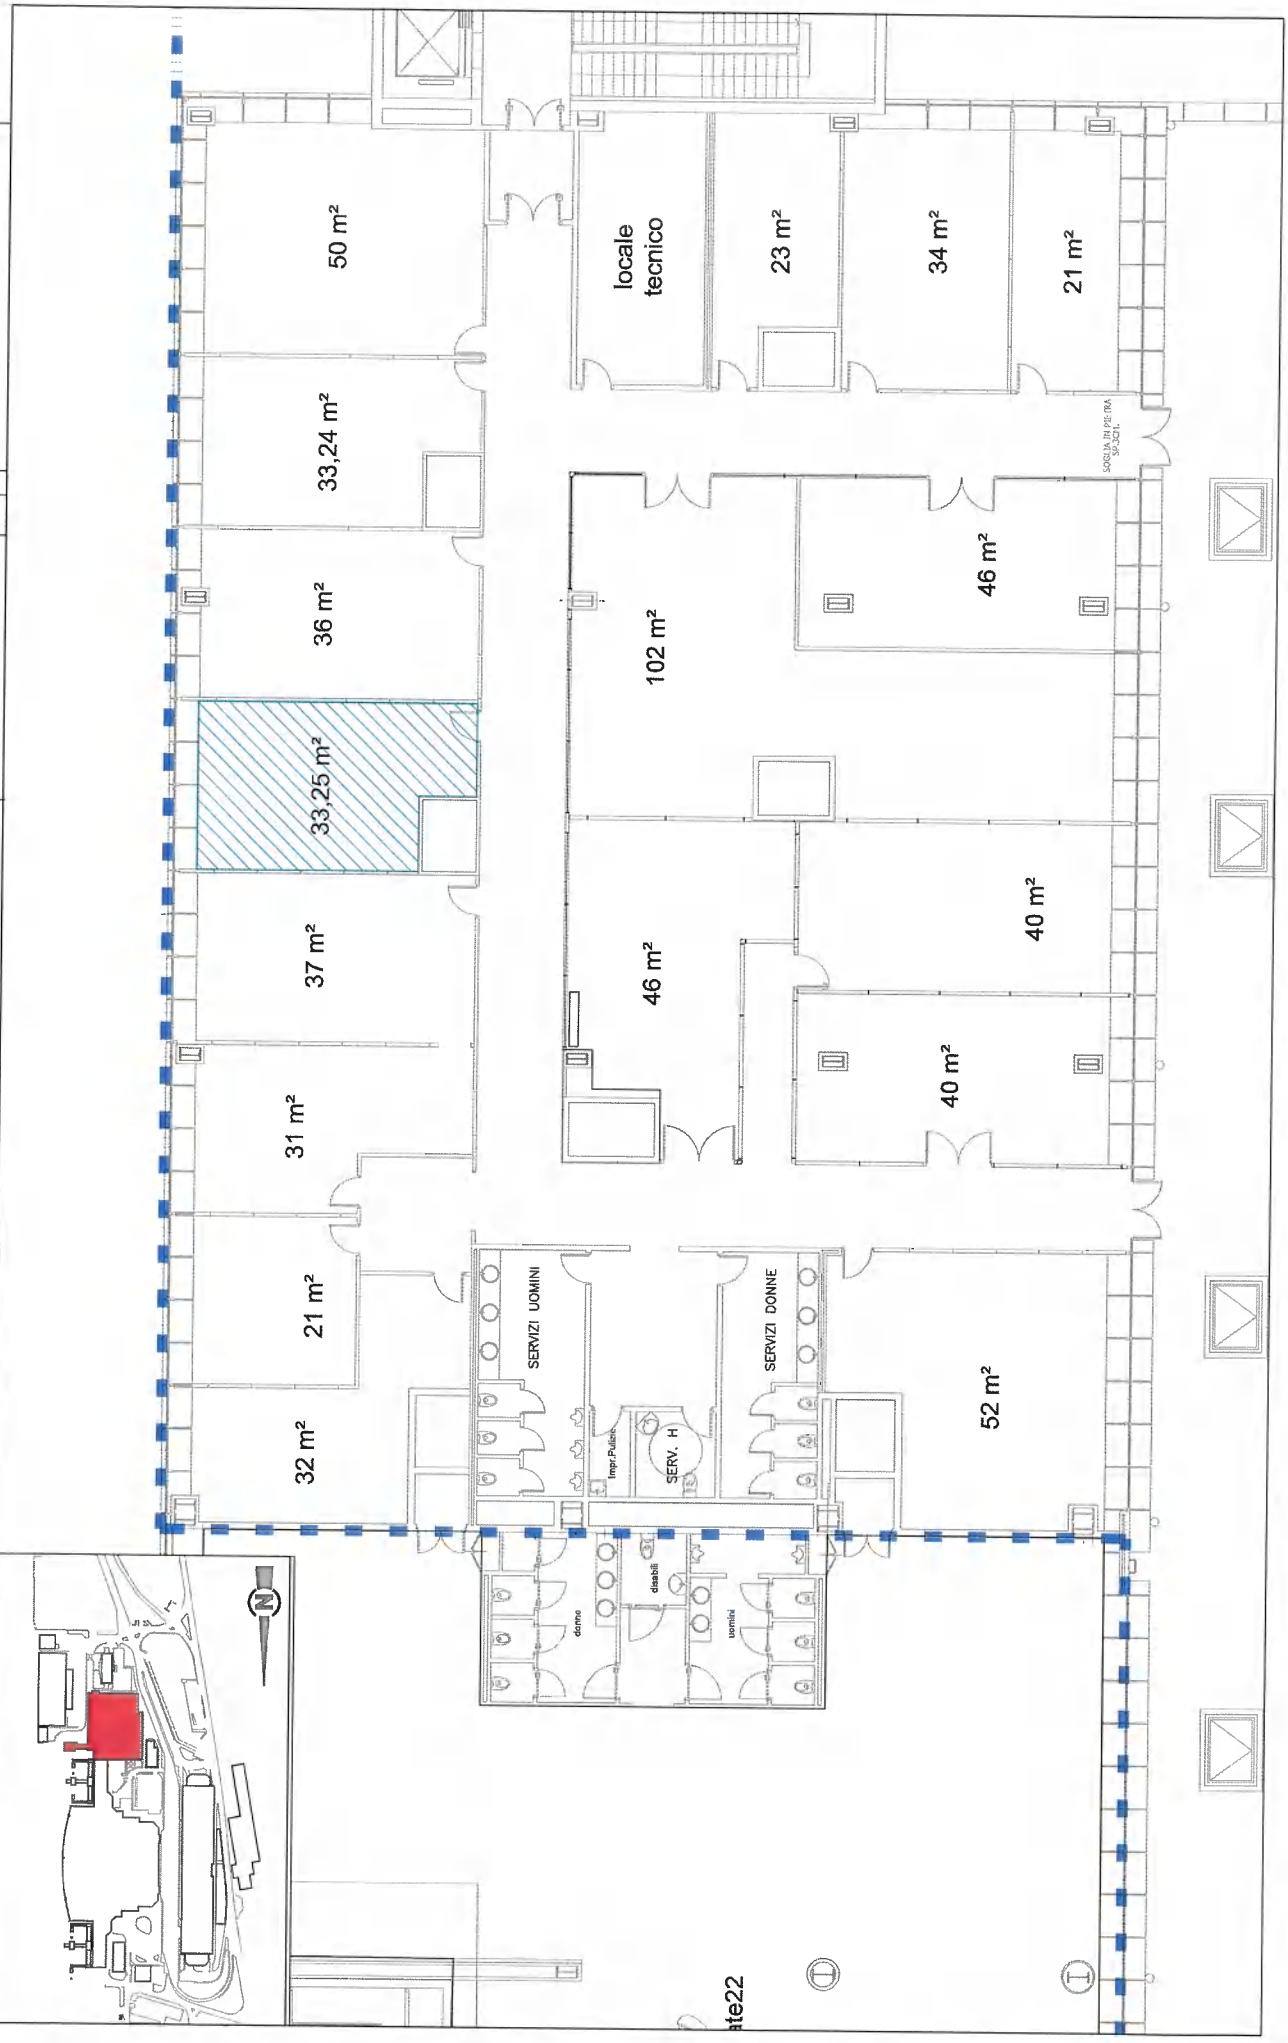 50 m²
33,24 m²
36 m²
33,25 m²
37 m²
31 m²
21 m²
32 m²
locale
tecnico
23 m²
34 m²
21 m²
SOGLIA IN PIETRA
SP.3CM.
102 m²
46 m²
46 m²
40 m²
40 m²
SERVIZI UOMINI
SERVIZI DONNE
Impr.Pulizie
SERV. H
52 m²
donne
disabili
uomini
N
ate22